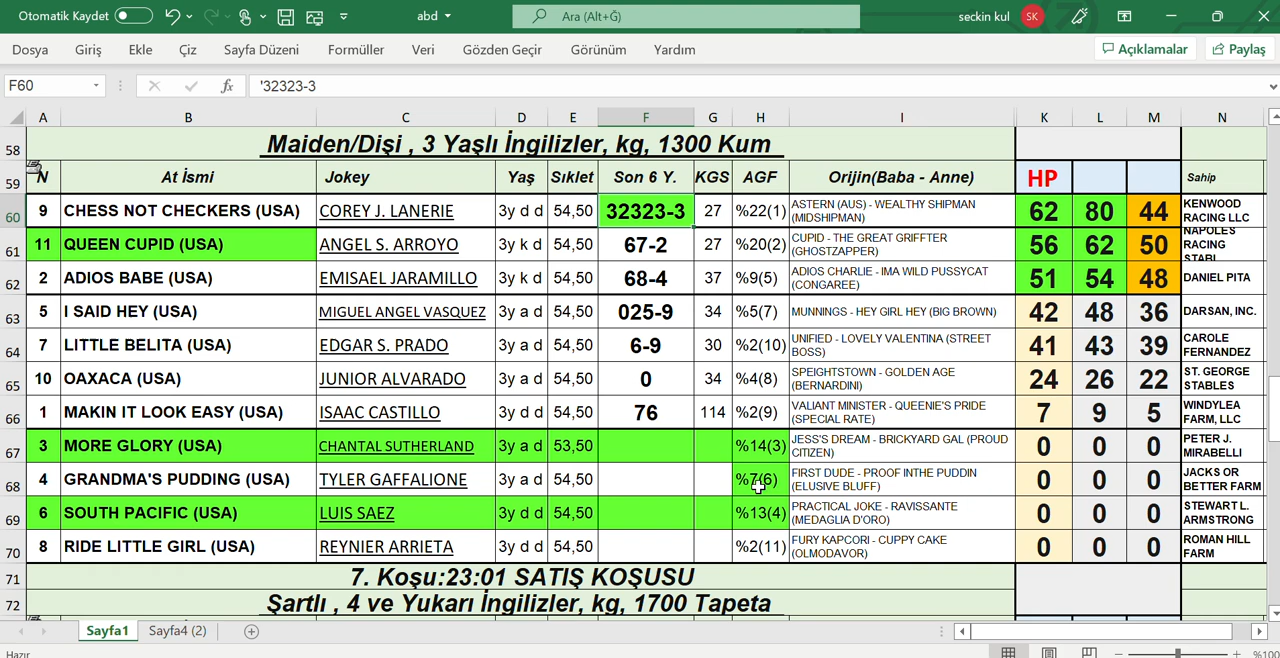 Otomatik Kaydet
abd
Ara (Alt+Ğ)
seckin kul
SK
Dosya Giriş Ekle Çiz Sayfa Düzeni Formüller Veri Gözden Geçir Görünüm Yardım
Açıklamalar
Paylaş
F60
fx
'32323-3
A B C D E F G H I K L M N
58 Maiden/Dişi , 3 Yaşlı İngilizler, kg, 1300 Kum
59 N At İsmi Jokey Yaş Sıklet Son 6 Y. KGS AGF Orijin(Baba - Anne) HP Sahip
60 9 CHESS NOT CHECKERS (USA) COREY J. LANERIE 3y d d 54,50 32323-3 27 %22(1) ASTERN (AUS) - WEALTHY SHIPMAN (MIDSHIPMAN) 62 80 44 KENWOOD RACING LLC
61 11 QUEEN CUPID (USA) ANGEL S. ARROYO 3y k d 54,50 67-2 27 %20(2) CUPID - THE GREAT GRIFFTER (GHOSTZAPPER) 56 62 50 NAPOLES RACING STABL
62 2 ADIOS BABE (USA) EMISAEL JARAMILLO 3y k d 54,50 68-4 37 %9(5) ADIOS CHARLIE - IMA WILD PUSSYCAT (CONGAREE) 51 54 48 DANIEL PITA
63 5 I SAID HEY (USA) MIGUEL ANGEL VASQUEZ 3y a d 54,50 025-9 34 %5(7) MUNNINGS - HEY GIRL HEY (BIG BROWN) 42 48 36 DARSAN, INC.
64 7 LITTLE BELITA (USA) EDGAR S. PRADO 3y a d 54,50 6-9 30 %2(10) UNIFIED - LOVELY VALENTINA (STREET BOSS) 41 43 39 CAROLE FERNANDEZ
65 10 OAXACA (USA) JUNIOR ALVARADO 3y a d 54,50 0 34 %4(8) SPEIGHTSTOWN - GOLDEN AGE (BERNARDINI) 24 26 22 ST. GEORGE STABLES
66 1 MAKIN IT LOOK EASY (USA) ISAAC CASTILLO 3y d d 54,50 76 114 %2(9) VALIANT MINISTER - QUEENIE'S PRIDE (SPECIAL RATE) 7 9 5 WINDYLEA FARM, LLC
67 3 MORE GLORY (USA) CHANTAL SUTHERLAND 3y a d 53,50 %14(3) JESS'S DREAM - BRICKYARD GAL (PROUD CITIZEN) 0 0 0 PETER J. MIRABELLI
68 4 GRANDMA'S PUDDING (USA) TYLER GAFFALIONE 3y d d 54,50 %7(6) FIRST DUDE - PROOF INTHE PUDDIN (ELUSIVE BLUFF) 0 0 0 JACKS OR BETTER FARM
69 6 SOUTH PACIFIC (USA) LUIS SAEZ 3y d d 54,50 %13(4) PRACTICAL JOKE - RAVISSANTE (MEDAGLIA D'ORO) 0 0 0 STEWART L. ARMSTRONG
70 8 RIDE LITTLE GIRL (USA) REYNIER ARRIETA 3y d d 54,50 %2(11) FURY KAPCORI - CUPPY CAKE (OLMODAVOR) 0 0 0 ROMAN HILL FARM
71 7. Koşu:23:01 SATIŞ KOŞUSU
72 Şartlı , 4 ve Yukarı İngilizler, kg, 1700 Tapeta
Sayfa1 Sayfa4 (2)
Hazır
%100